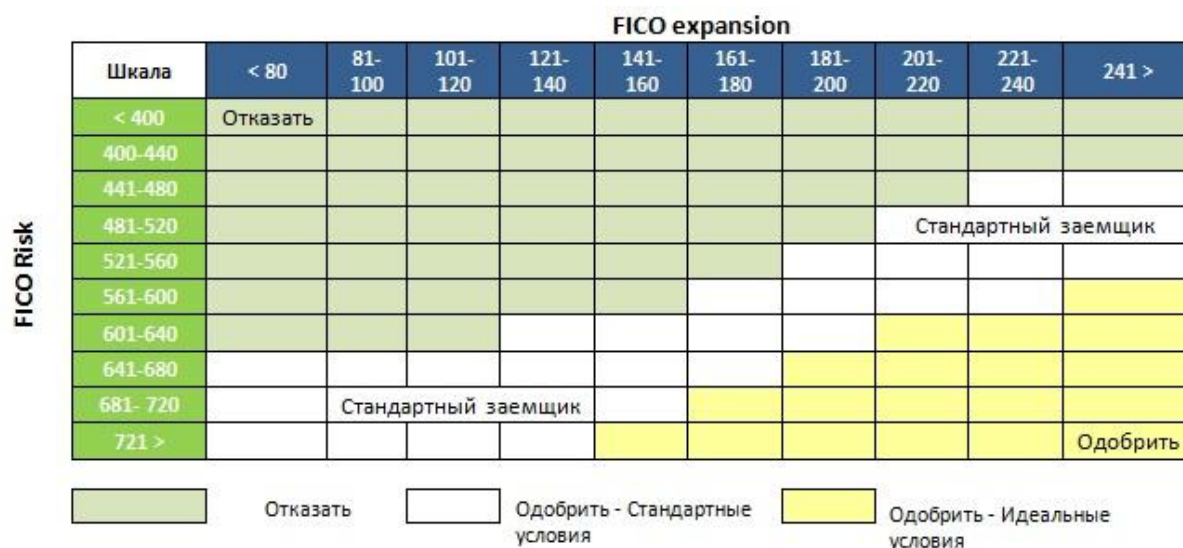 FICO expansion
Шкала < 80 81-100 101-120 121-140 141-160 161-180 181-200 201-220 221-240 241 >
< 400 Отказать
400-440
441-480
481-520 Стандартный заемщик
521-560
561-600
601-640
641-680
681- 720 Стандартный заемщик
721 > Одобрить
FICO Risk
Отказать
Одобрить - Стандартные
условия
Одобрить - Идеальные
условия